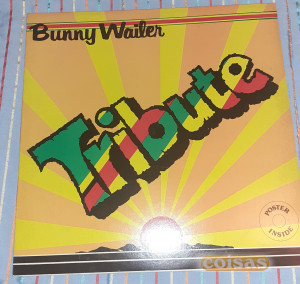 Bunny Wailer
Tribute
POSTER
INSIDE
coisas